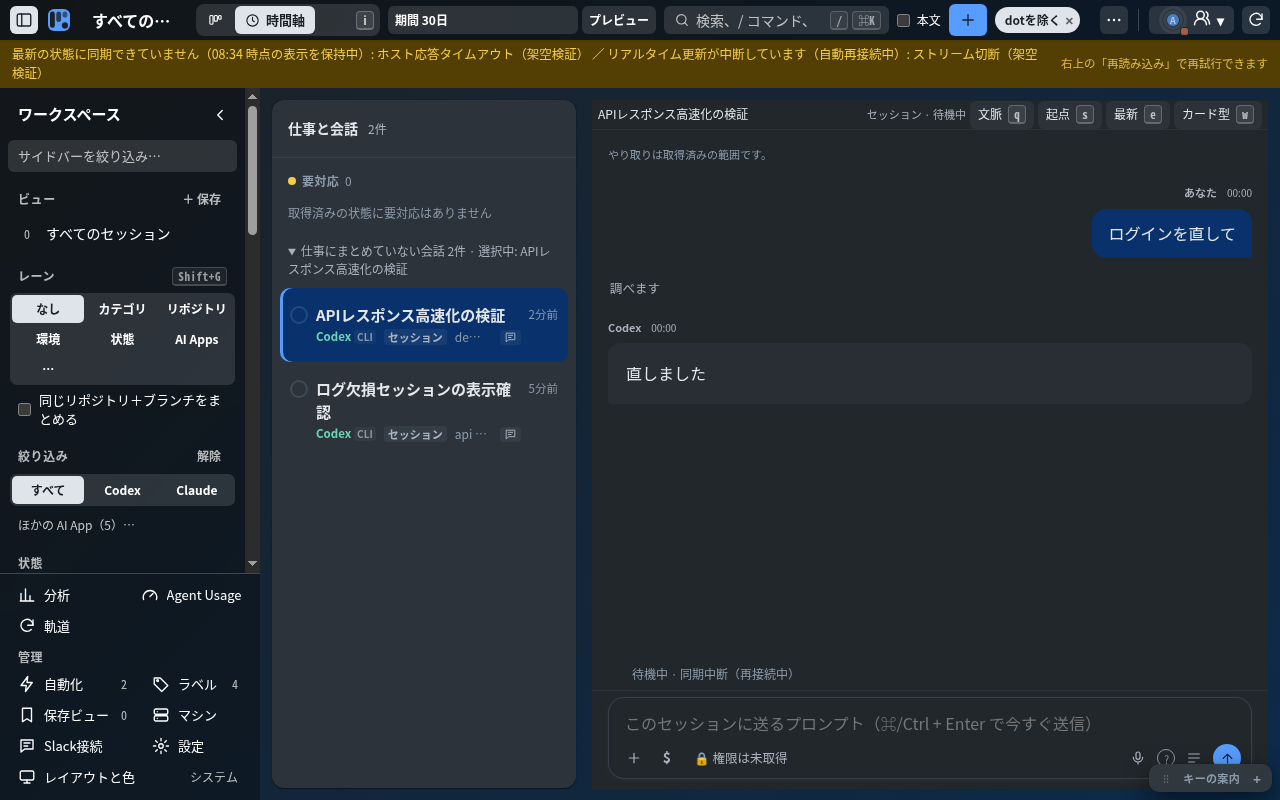 すべての…
時間軸
i
期間 30日
プレビュー
検索、/ コマンド、
/
⌘K
本文
+
dotを除く ×
…
A
最新の状態に同期できていません（08:34 時点の表示を保持中）: ホスト応答タイムアウト（架空検証） ／ リアルタイム更新が中断しています（自動再接続中）: ストリーム切断（架空
検証）
右上の「再読み込み」で再試行できます
ワークスペース
サイドバーを絞り込み…
ビュー
＋ 保存
0 すべてのセッション
レーン
Shift+G
なし カテゴリ リポジトリ
環境 状態 AI Apps
…
同じリポジトリ＋ブランチをま
とめる
絞り込み
解除
すべて Codex Claude
ほかの AI App（5）…
状態
分析
Agent Usage
軌道
管理
自動化 2
ラベル 4
保存ビュー 0
マシン
Slack接続
設定
レイアウトと色
システム
仕事と会話 2件
要対応 0
取得済みの状態に要対応はありません
▼ 仕事にまとめていない会話 2件 · 選択中: APIレ
スポンス高速化の検証
APIレスポンス高速化の検証 2分前
Codex CLI セッション de…
ログ欠損セッションの表示確 5分前
認
Codex CLI セッション api …
APIレスポンス高速化の検証
セッション · 待機中
文脈 q
起点 s
最新 e
カード型 w
やり取りは取得済みの範囲です。
あなた 00:00
ログインを直して
調べます
Codex 00:00
直しました
待機中 · 同期中断（再接続中）
このセッションに送るプロンプト（⌘/Ctrl + Enter で今すぐ送信）
+ $ 🔒 権限は未取得
?
キーの案内 +